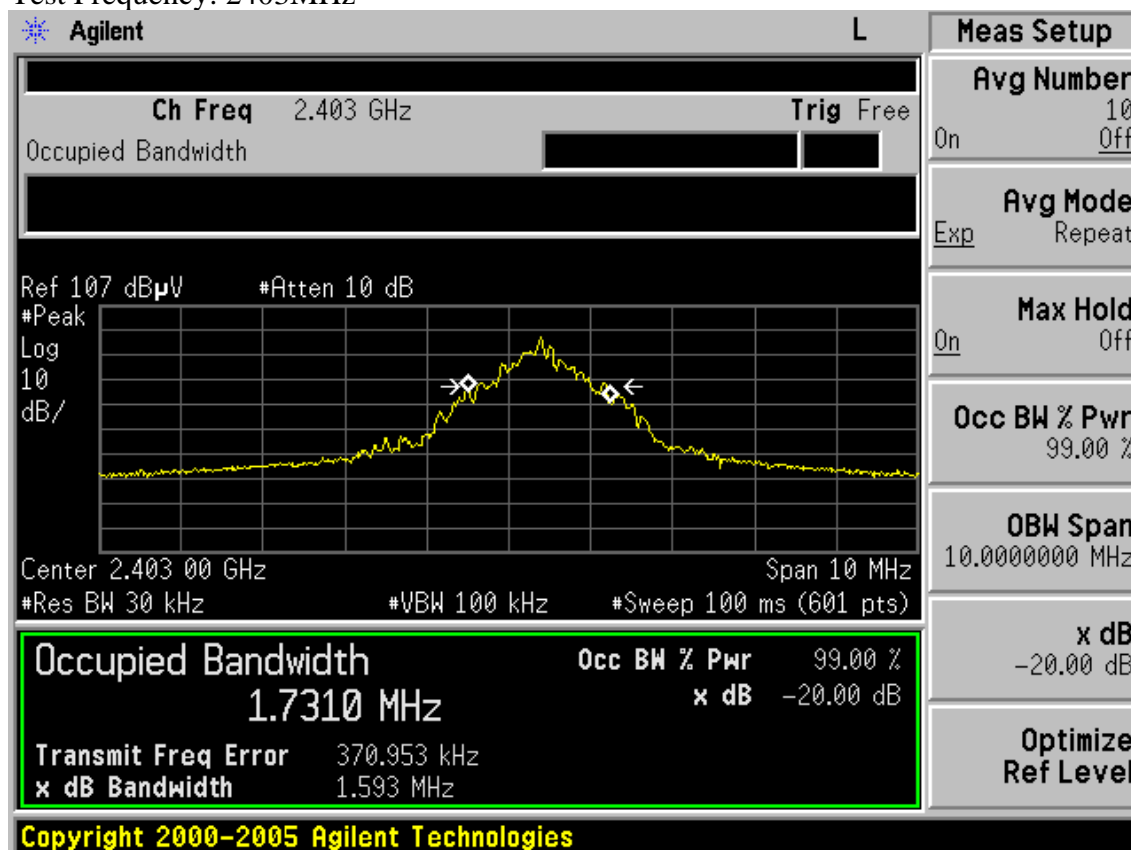 Test Frequency: 2403MHz
Agilent L Meas Setup
Ch Freq 2.403 GHz Trig Free
Occupied Bandwidth
Avg Number
10
On Off
Avg Mode
Exp Repeat
Ref 107 dBµV #Atten 10 dB
#Peak
Log
10
dB/
Max Hold
On Off
Occ BW % Pwr
99.00 %
OBW Span
10.0000000 MHz
Center 2.403 00 GHz Span 10 MHz
#Res BW 30 kHz #VBW 100 kHz #Sweep 100 ms (601 pts)
x dB
-20.00 dB
Occupied Bandwidth Occ BW % Pwr 99.00 %
1.7310 MHz x dB -20.00 dB
Transmit Freq Error 370.953 kHz
x dB Bandwidth 1.593 MHz
Optimize
Ref Level
Copyright 2000-2005 Agilent Technologies